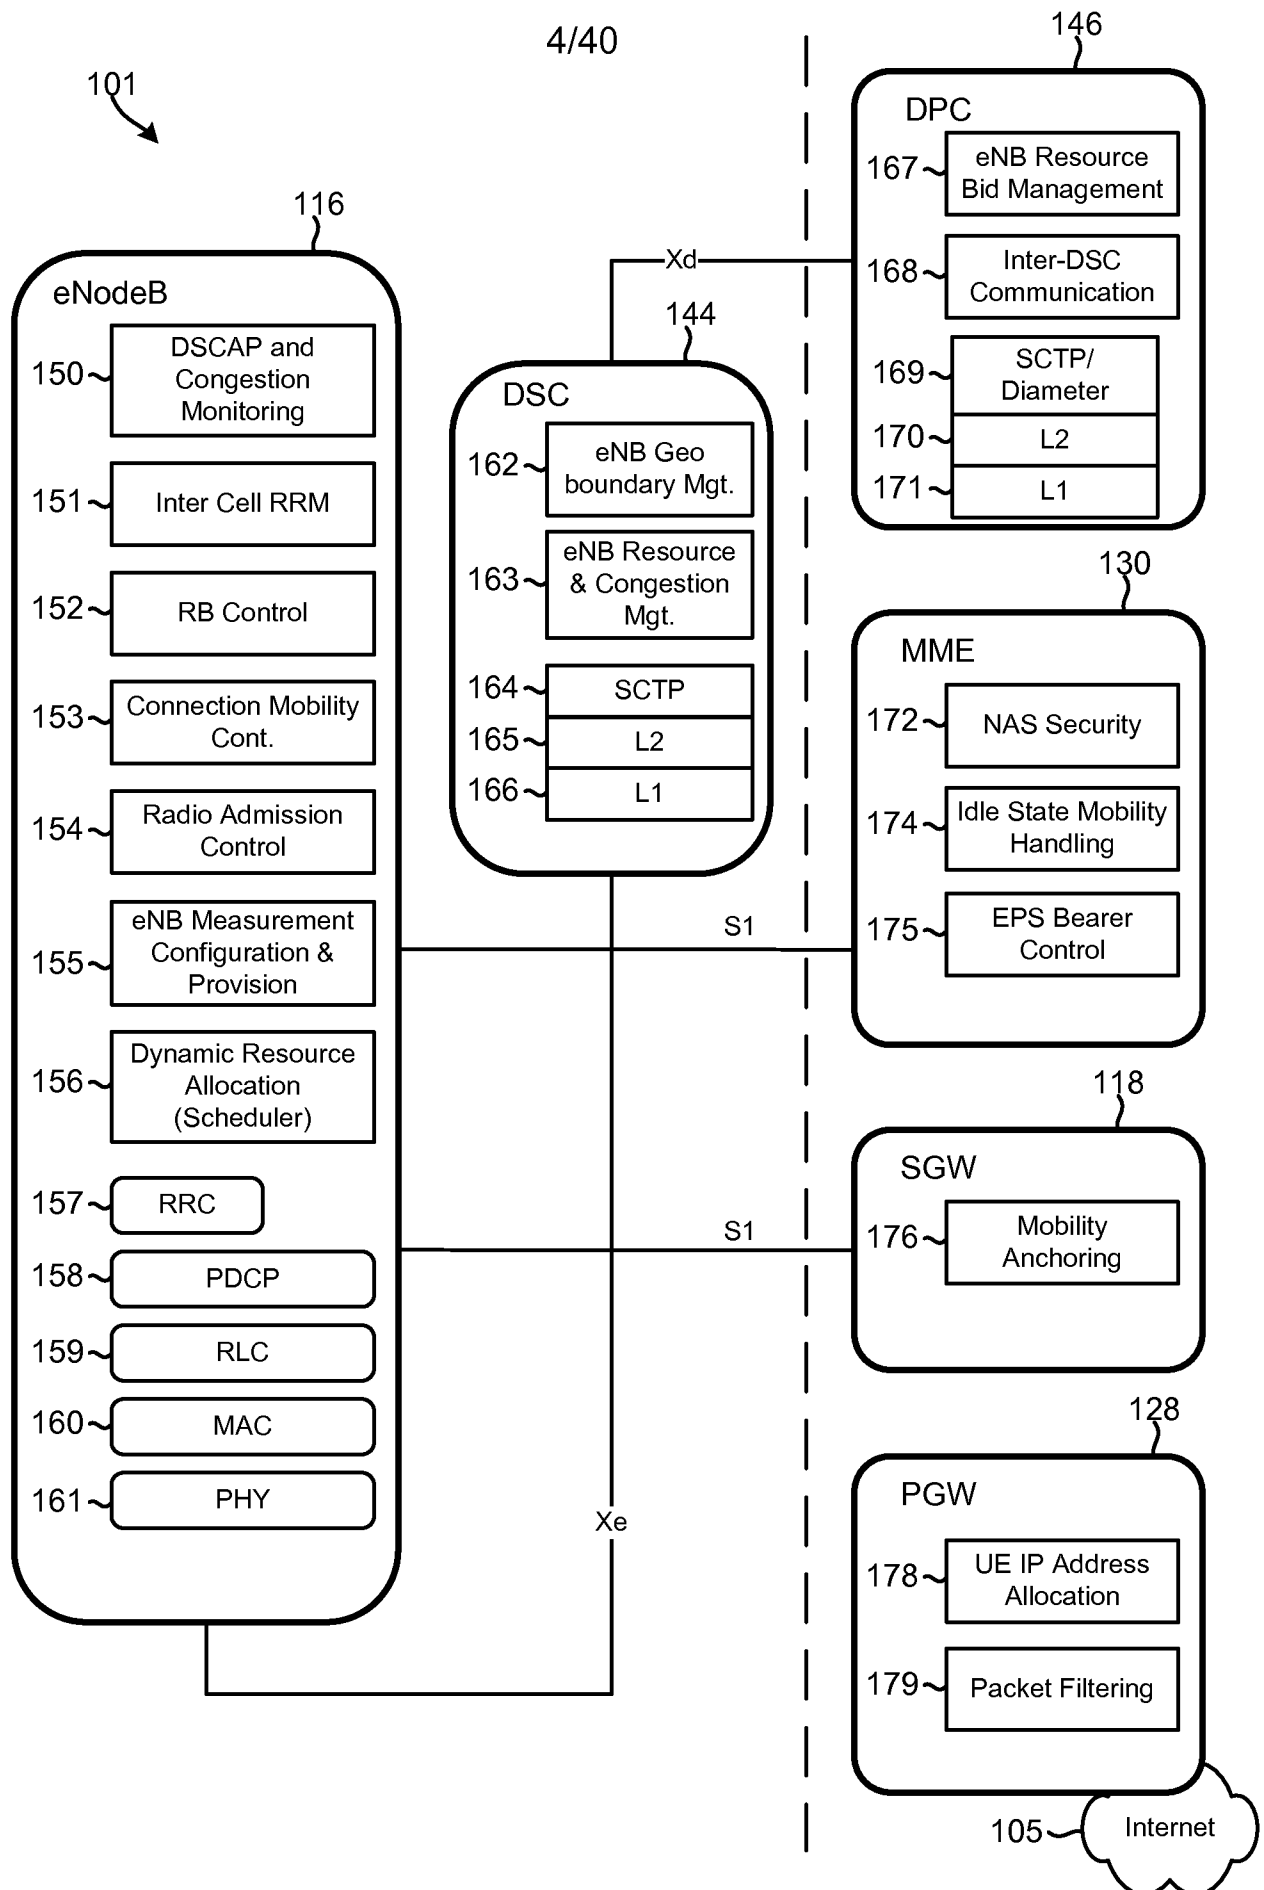 4/40
101
116
eNodeB
150
DSCAP and
Congestion
Monitoring
151
Inter Cell RRM
152
RB Control
153
Connection Mobility
Cont.
154
Radio Admission
Control
155
eNB Measurement
Configuration &
Provision
156
Dynamic Resource
Allocation
(Scheduler)
157
RRC
158
PDCP
159
RLC
160
MAC
161
PHY
Xd
144
DSC
162
eNB Geo
boundary Mgt.
163
eNB Resource
& Congestion
Mgt.
164
SCTP
165
L2
166
L1
S1
S1
Xe
146
DPC
167
eNB Resource
Bid Management
168
Inter-DSC
Communication
169
SCTP/
Diameter
170
L2
171
L1
130
MME
172
NAS Security
174
Idle State Mobility
Handling
175
EPS Bearer
Control
118
SGW
176
Mobility
Anchoring
128
PGW
178
UE IP Address
Allocation
179
Packet Filtering
105
Internet